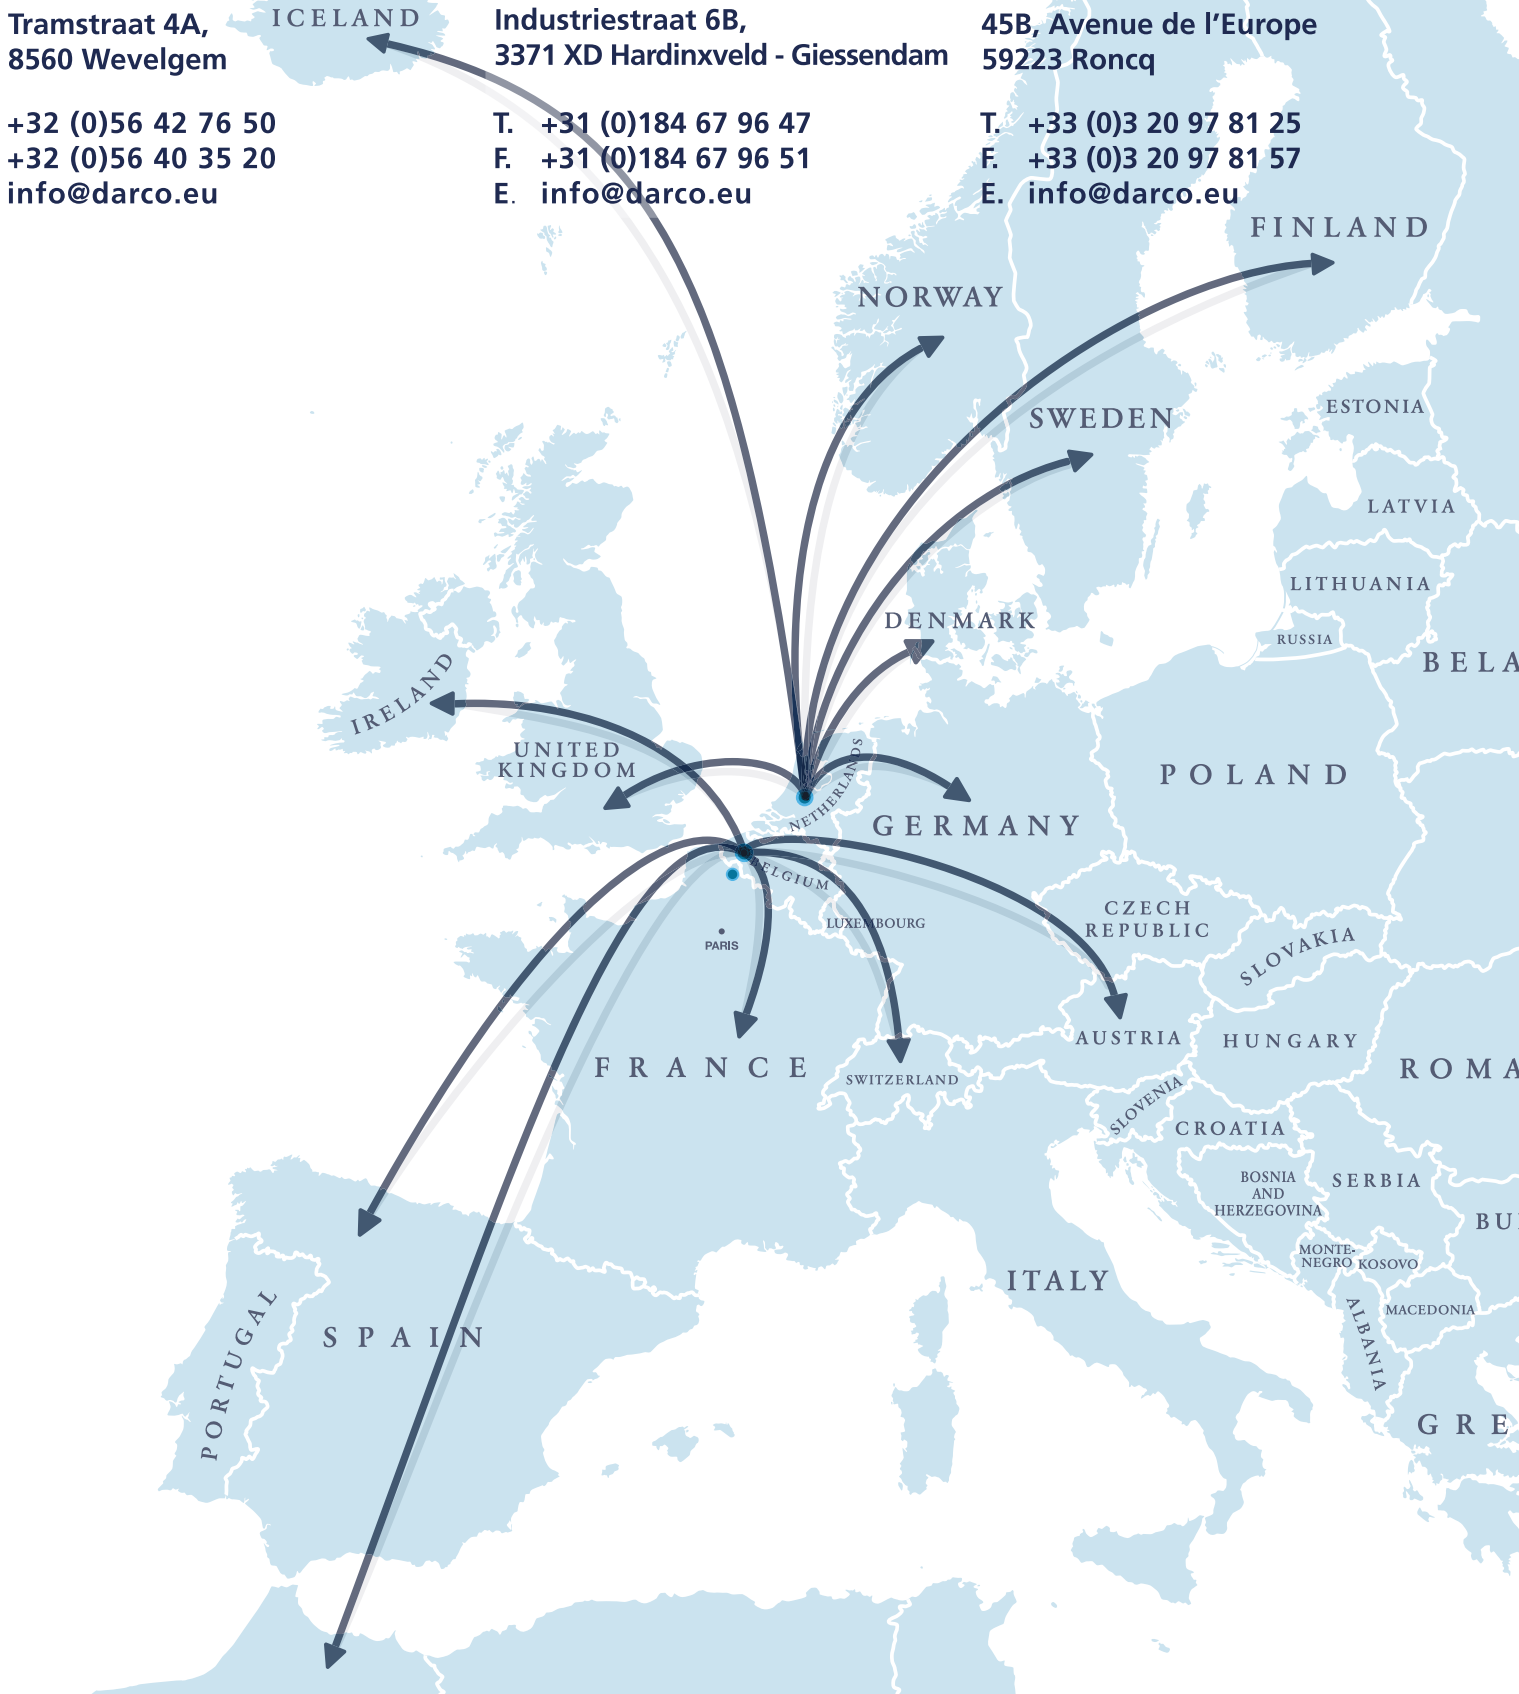 Tramstraat 4A,
8560 Wevelgem
+32 (0)56 42 76 50
+32 (0)56 40 35 20
info@darco.eu
Industriestraat 6B,
3371 XD Hardinxveld - Giessendam
T. +31 (0)184 67 96 47
F. +31 (0)184 67 96 51
E. info@darco.eu
45B, Avenue de l'Europe
59223 Roncq
T. +33 (0)3 20 97 81 25
F. +33 (0)3 20 97 81 57
E. info@darco.eu
ICELAND
FINLAND
NORWAY
SWEDEN
ESTONIA
LATVIA
LITHUANIA
DENMARK
RUSSIA
BELA
IRELAND
UNITED
KINGDOM
NETHERLANDS
POLAND
GERMANY
BELGIUM
LUXEMBOURG
PARIS
CZECH
REPUBLIC
SLOVAKIA
AUSTRIA
HUNGARY
FRANCE
SWITZERLAND
ROMA
SLOVENIA
CROATIA
BOSNIA
AND
HERZEGOVINA
SERBIA
BU
MONTE-
NEGRO
KOSOVO
ITALY
MACEDONIA
ALBANIA
PORTUGAL
SPAIN
GRE